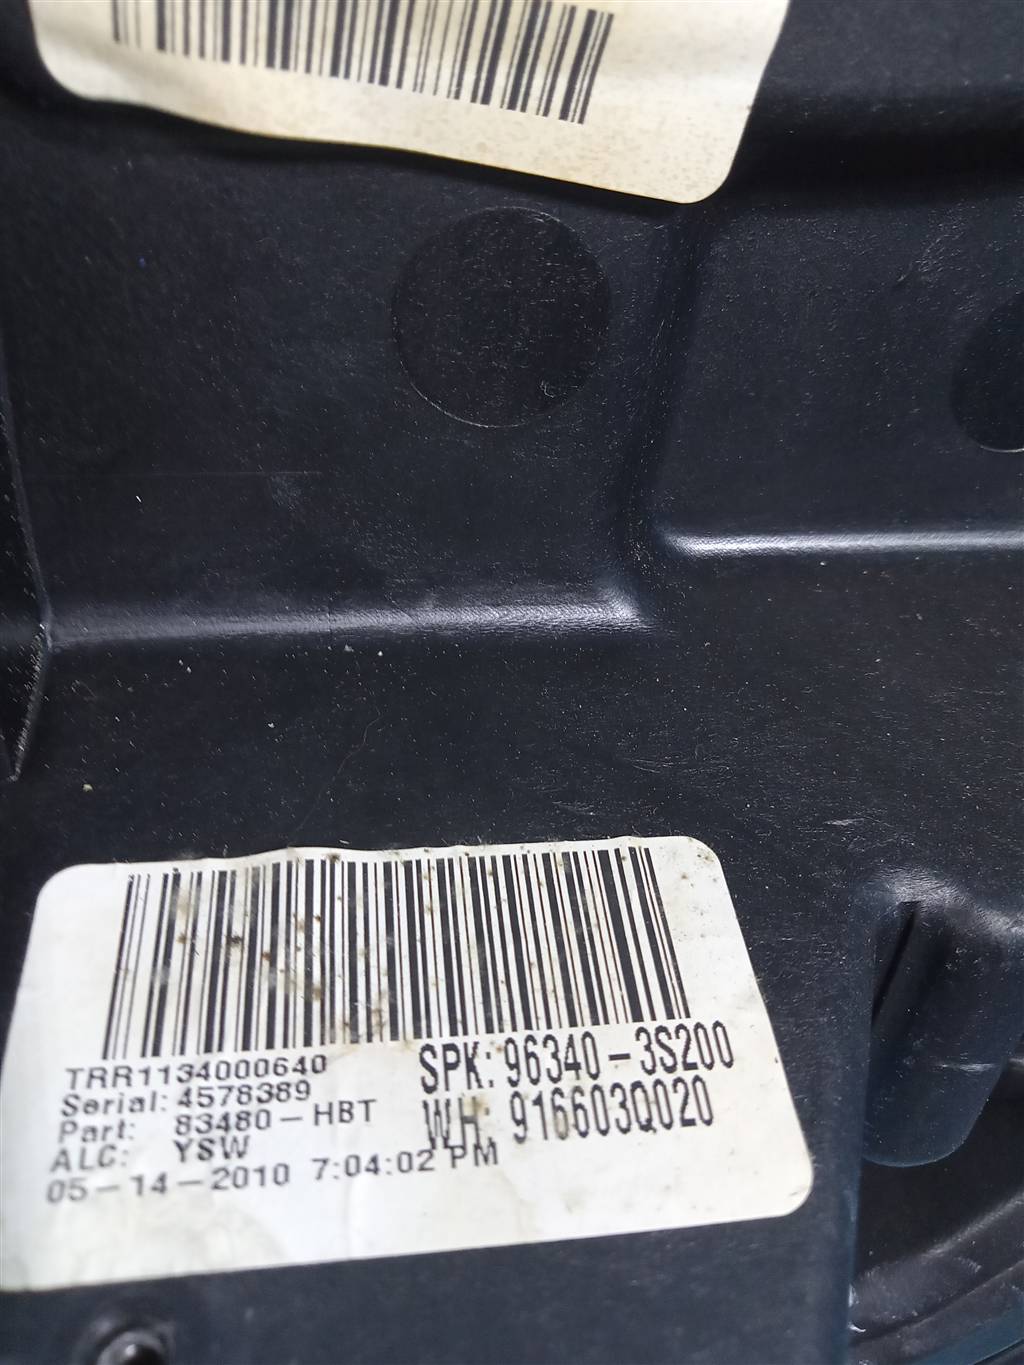 TRR1134000640
Serial: 4578389
Part: 83480-HBT
ALC: YSW
05-14-2010 7:04:02 PM
SPK: 96340-3S200
WH: 916603Q020